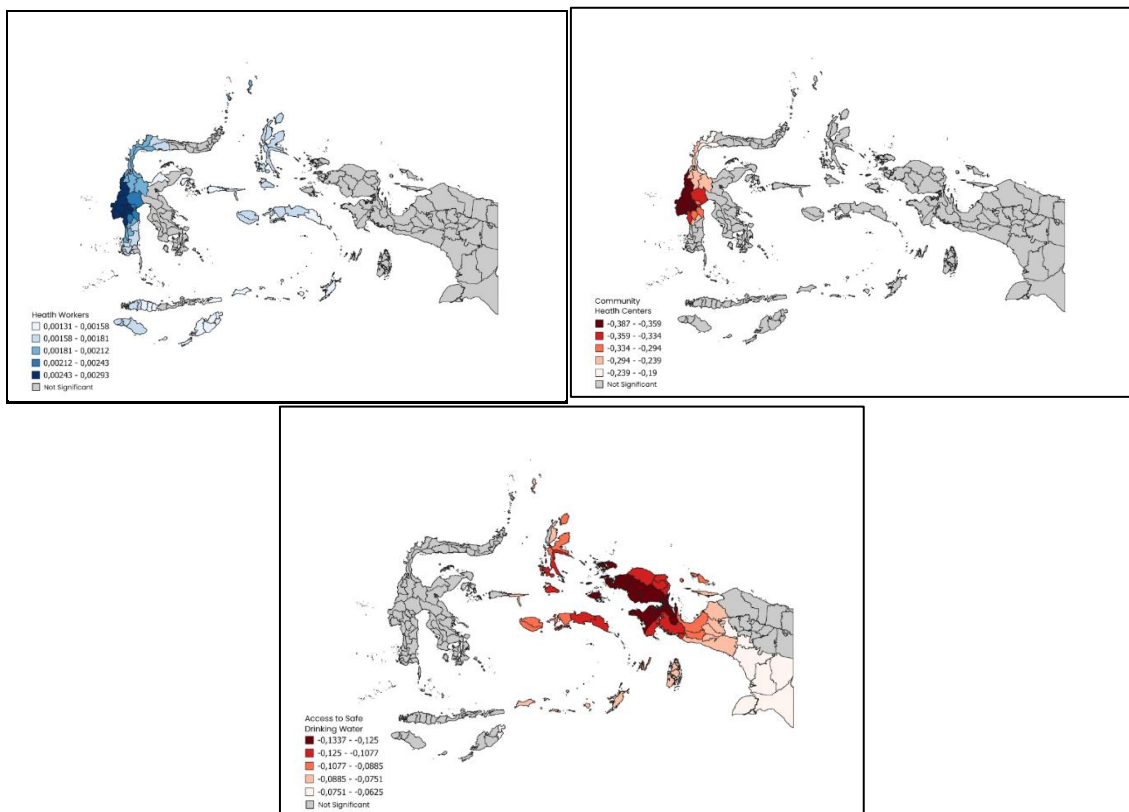 Heatlh Workers
0,00131 - 0,00158
0,00158 - 0,00181
0,00181 - 0,00212
0,00212 - 0,00243
0,00243 - 0,00293
Not Significant
Community
Heatlh Centers
-0,387 - -0,359
-0,359 - -0,334
-0,334 - -0,294
-0,294 - -0,239
-0,239 - -0,19
Not Significant
Access to Safe
Drinking Water
-0,1337 - -0,125
-0,125 - -0,1077
-0,1077 - -0,0885
-0,0885 - -0,0751
-0,0751 - -0,0625
Not Significant